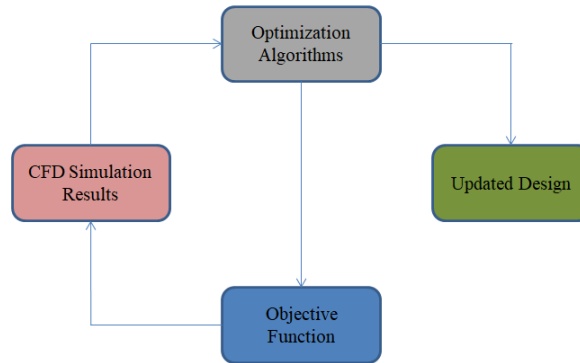 Optimization
Algorithms
CFD Simulation
Results
Updated Design
Objective
Function